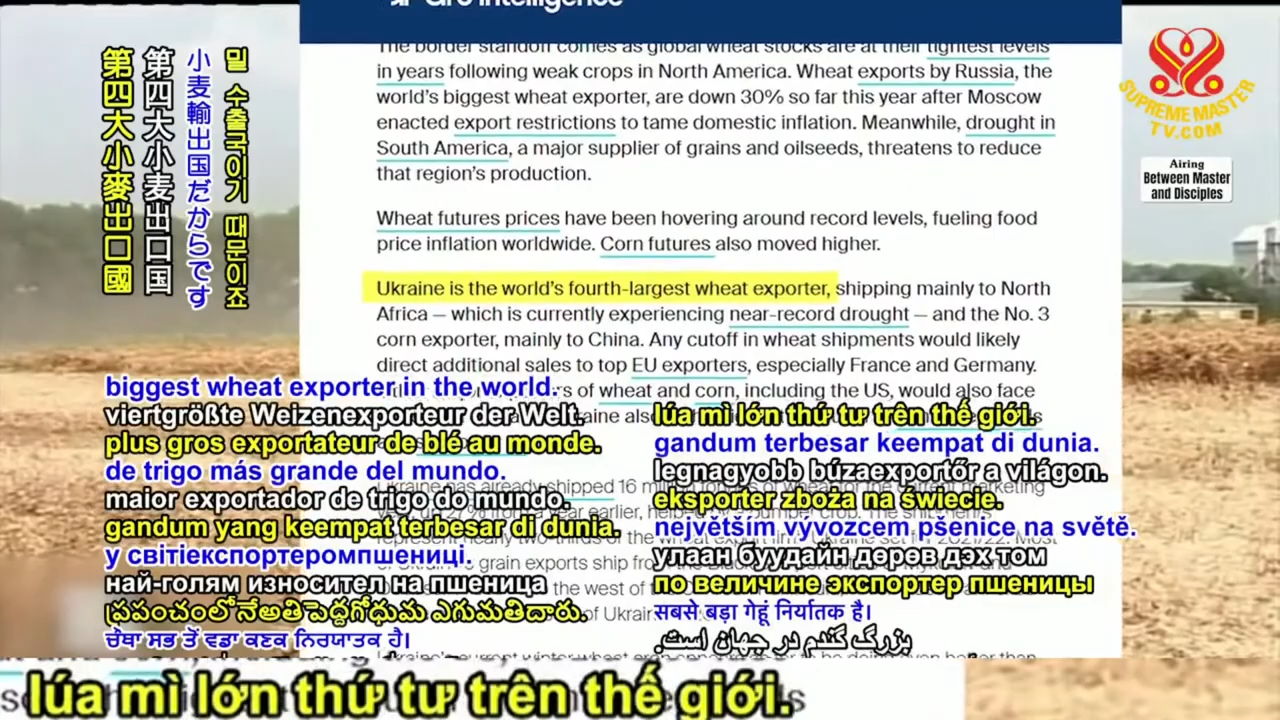 Gro Intelligence
The border standoff comes as global wheat stocks are at their tightest levels
in years following weak crops in North America. Wheat exports by Russia, the
world's biggest wheat exporter, are down 30% so far this year after Moscow
enacted export restrictions to tame domestic inflation. Meanwhile, drought in
South America, a major supplier of grains and oilseeds, threatens to reduce
that region's production.
Wheat futures prices have been hovering around record levels, fueling food
price inflation worldwide. Corn futures also moved higher.
Ukraine is the world's fourth-largest wheat exporter, shipping mainly to North
Africa — which is currently experiencing near-record drought — and the No. 3
corn exporter, mainly to China. Any cutoff in wheat shipments would likely
direct additional sales to top EU exporters, especially France and Germany.
of wheat and corn, including the US, would also face
SUPREME MASTER
TV.COM
Airing
Between Master
and Disciples
第四大小麥出口國
第四大小麦出口国
小麦輸出国だからです
밀 수출국이기 때문이죠
biggest wheat exporter in the world.
viertgrößte Weizenexporteur der Welt.
plus gros exportateur de blé au monde.
de trigo más grande del mundo.
maior exportador de trigo do mundo.
gandum yang keempat terbesar di dunia.
у світіекспортеромпшениці.
най-голям износител на пшеница
ప్రపంచంలోనేఅతి పెద్దగోధుమ ఎగుమతిదారు.
ਚੌਥਾ ਸਭ ਤੋਂ ਵਡਾ ਕਣਕ ਨਿਰਯਾਤਕ ਹੈ।
lúa mì lớn thứ tư trên thế giới.
gandum terbesar keempat di dunia.
legnagyobb búzaexportőr a világon.
eksporter zboża na świecie.
největším vývozcem pšenice na světě.
улаан буудайн дөрөв дэх том
по величине экспортер пшеницы
सबसे बड़ा गेहूं निर्यातक है।
بزرگ گندم در جهان است.
lúa mì lớn thứ tư trên thế giới.